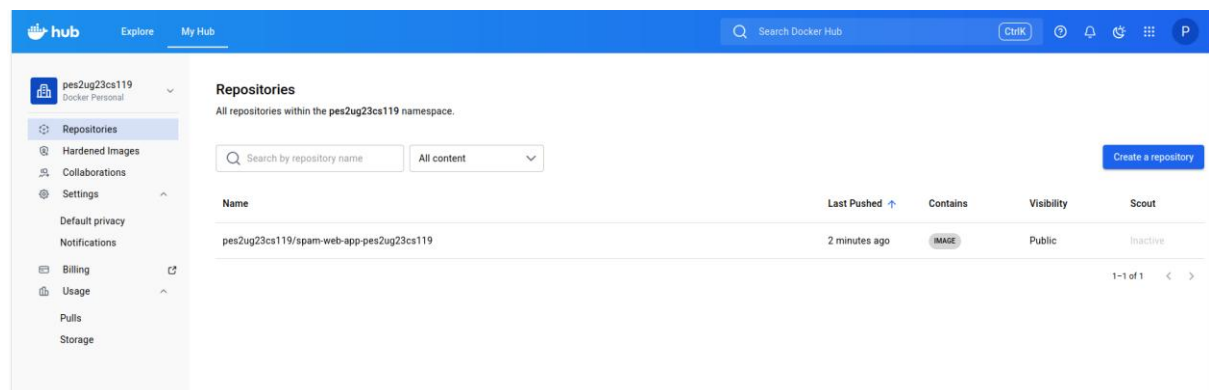 hub Explore My Hub Search Docker Hub CtrlK P
pes2ug23cs119
Docker Personal
Repositories
Hardened Images
Collaborations
Settings
Default privacy
Notifications
Billing
Usage
Pulls
Storage
Repositories
All repositories within the pes2ug23cs119 namespace.
Search by repository name All content Create a repository
Name Last Pushed Contains Visibility Scout
pes2ug23cs119/spam-web-app-pes2ug23cs119 2 minutes ago IMAGE Public Inactive
1–1 of 1